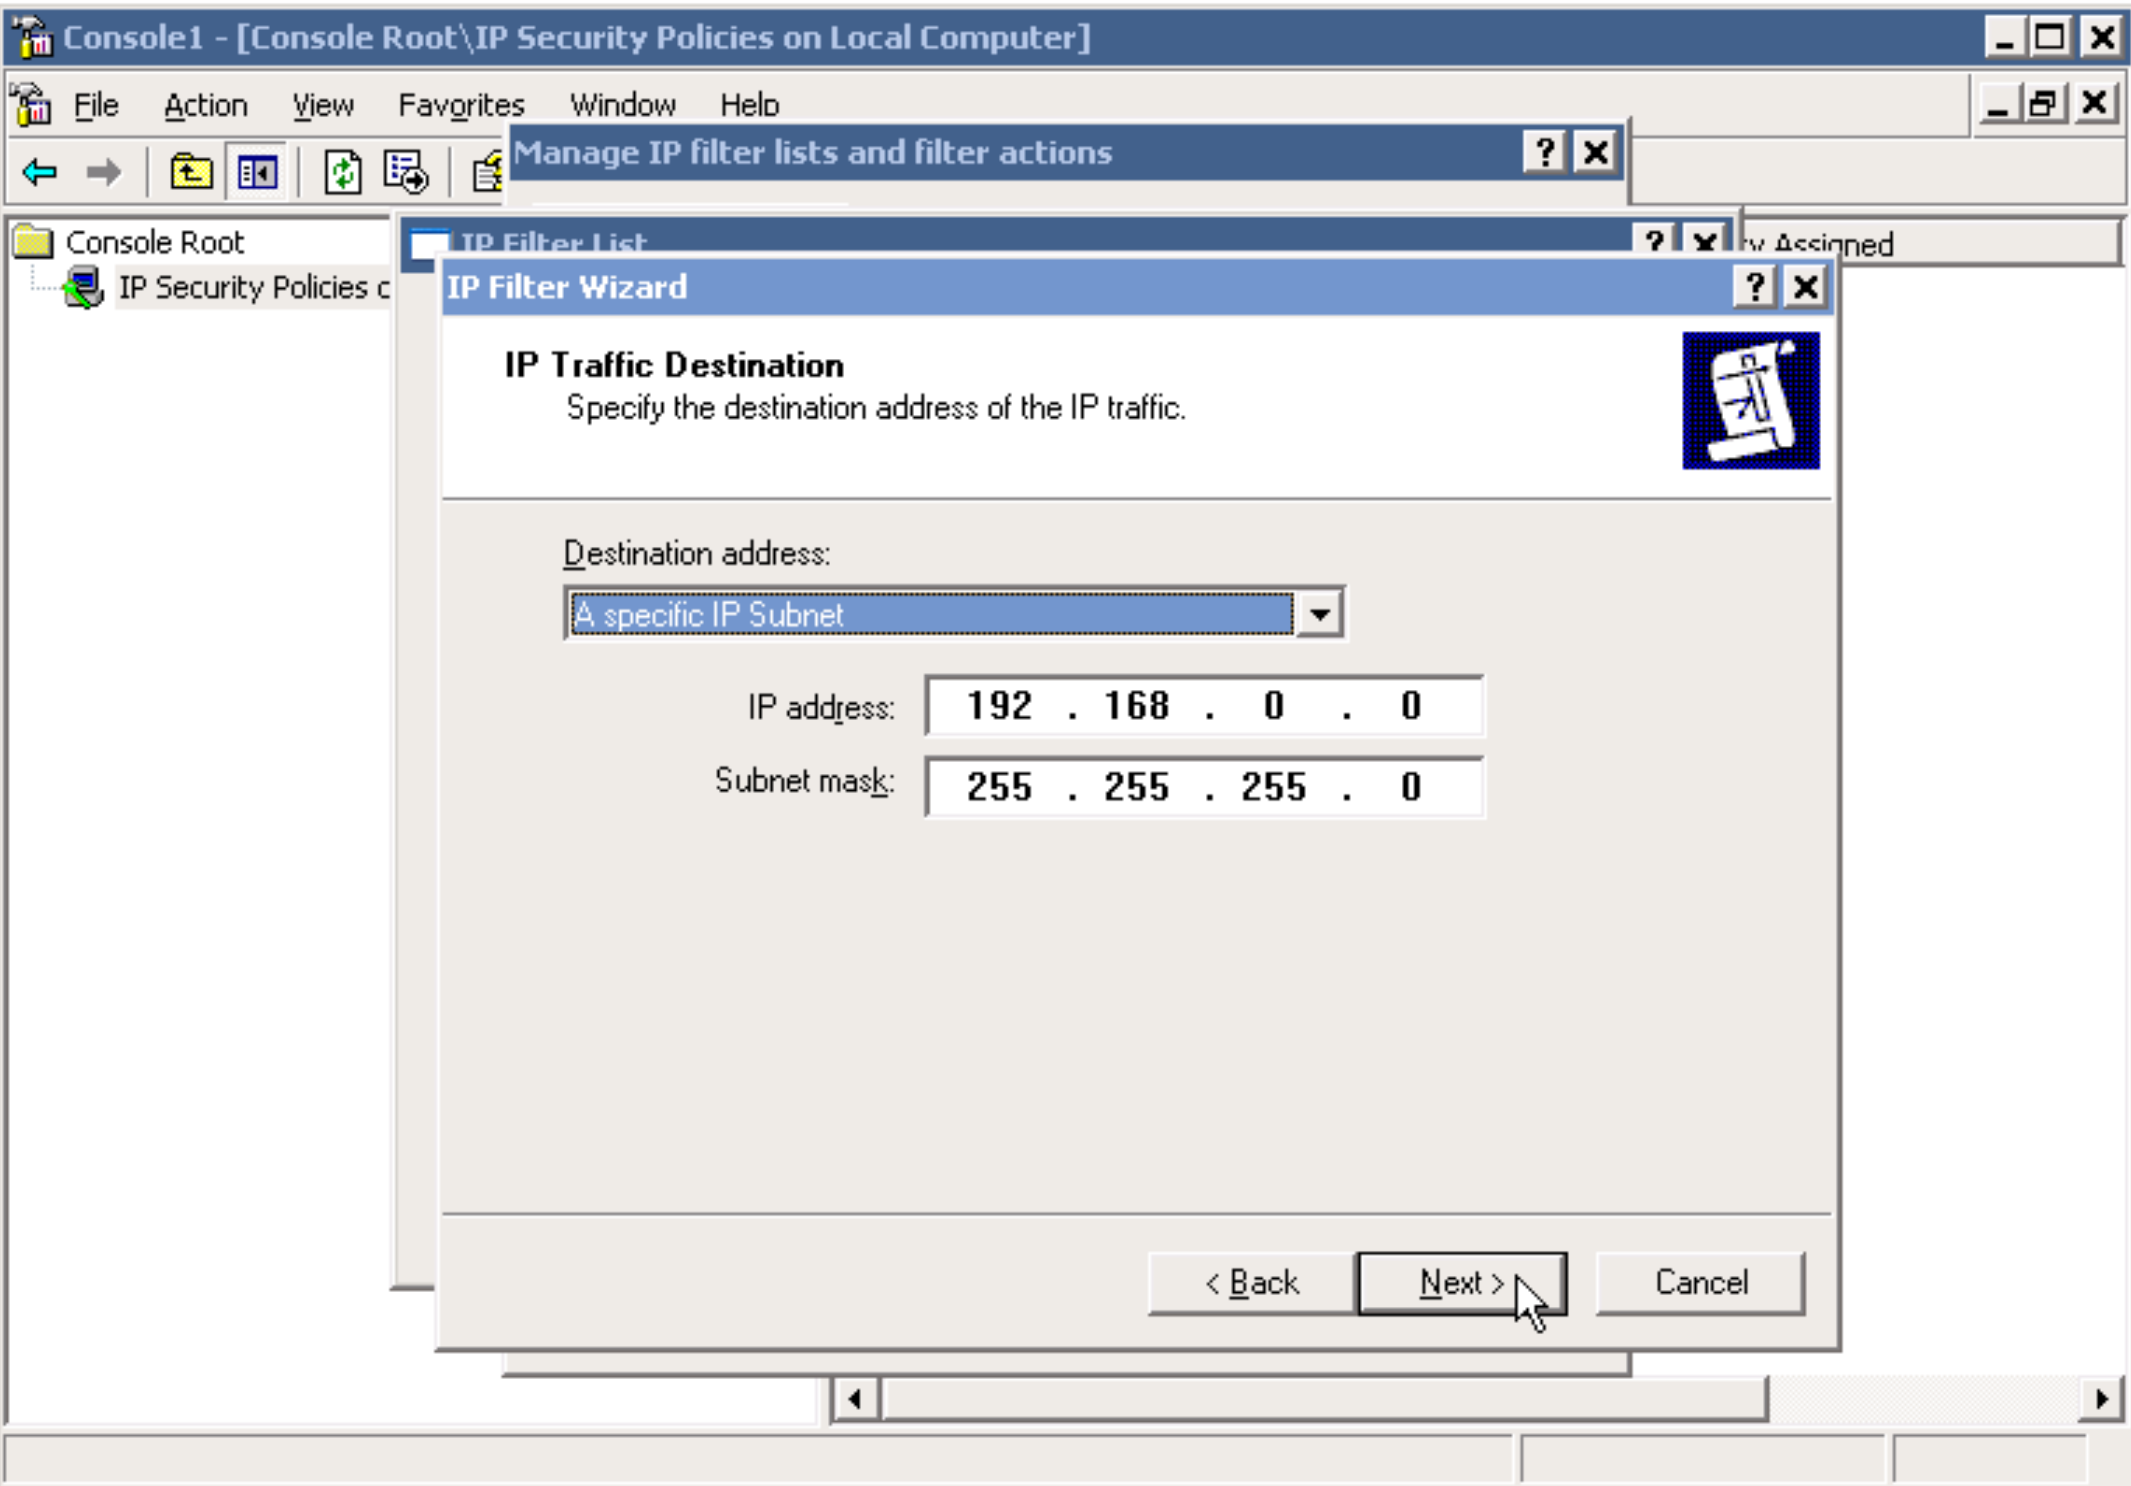 Console1 - [Console Root\IP Security Policies on Local Computer]
File Action View Favorites Window Help
Manage IP filter lists and filter actions
Console Root
IP Filter List
Assigned
IP Security Policies
IP Filter Wizard
IP Traffic Destination
Specify the destination address of the IP traffic.
Destination address:
A specific IP Subnet
IP address: 192 . 168 . 0 . 0
Subnet mask: 255 . 255 . 255 . 0
< Back Next > Cancel